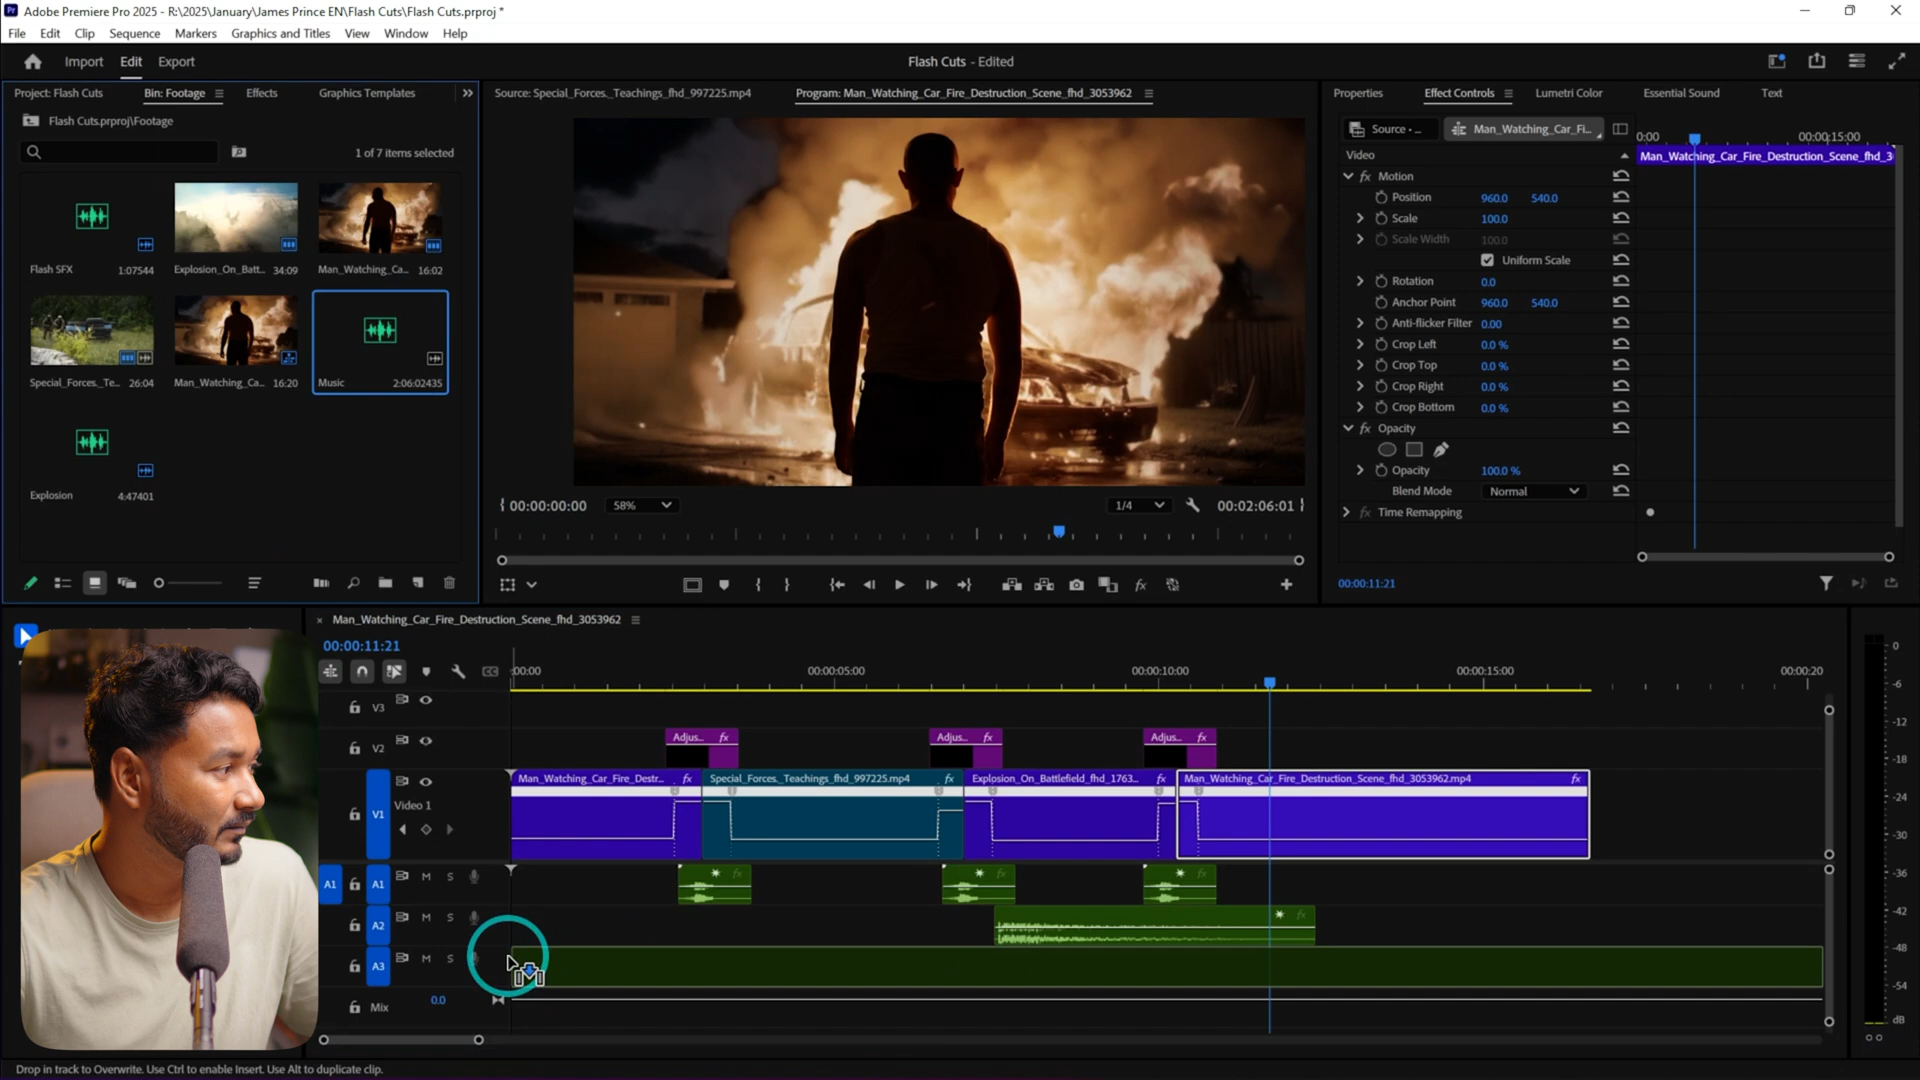 Adobe Premiere Pro 2025 - R:\2025\January\James Prince EN\Flash Cuts\Flash Cuts.prproj *
File Edit Clip Sequence Markers Graphics and Titles View Window Help
Import Edit Export
Flash Cuts - Edited
Project: Flash Cuts Bin: Footage Effects Graphics Templates
Flash Cuts.prproj\Footage
1 of 7 items selected
Flash SFX 1:07544
Explosion_On_Batt... 34:09
Man_Watching_Ca... 16:02
Special_Forces._Te... 26:04
Man_Watching_Ca... 16:20
Music 2:06:02435
Explosion 4:47401
Source: Special_Forces._Teachings_fhd_997225.mp4 Program: Man_Watching_Car_Fire_Destruction_Scene_fhd_3053962
00:00:00:00 58% 1/4 00:02:06:01
Properties Effect Controls Lumetri Color Essential Sound Text
Source • ... Man_Watching_Car_Fi... 0:00 00:00:15:00
Video Man_Watching_Car_Fire_Destruction_Scene_fhd_3
fx Motion
Position 960.0 540.0
Scale 100.0
Scale Width 100.0
Uniform Scale
Rotation 0.0
Anchor Point 960.0 540.0
Anti-flicker Filter 0.00
Crop Left 0.0 %
Crop Top 0.0 %
Crop Right 0.0 %
Crop Bottom 0.0 %
fx Opacity
Opacity 100.0 %
Blend Mode Normal
fx Time Remapping
00:00:11:21
× Man_Watching_Car_Fire_Destruction_Scene_fhd_3053962
00:00:11:21
:00:00 00:00:05:00 00:00:10:00 00:00:15:00 00:00:20
V3
V2 Adjus... fx Adjus... fx Adjus... fx
Man_Watching_Car_Fire_Destr... fx Special_Forces._Teachings_fhd_997225.mp4 fx Explosion_On_Battlefield_fhd_1763... fx Man_Watching_Car_Fire_Destruction_Scene_fhd_3053962.mp4 fx
V1 Video 1
A1 A1 M S fx fx fx
A2 M S fx
A3 M S
Mix 0.0
0
-6
-12
-18
-24
-30
-36
-42
-48
-54
dB
Drop in track to Overwrite. Use Ctrl to enable Insert. Use Alt to duplicate clip.